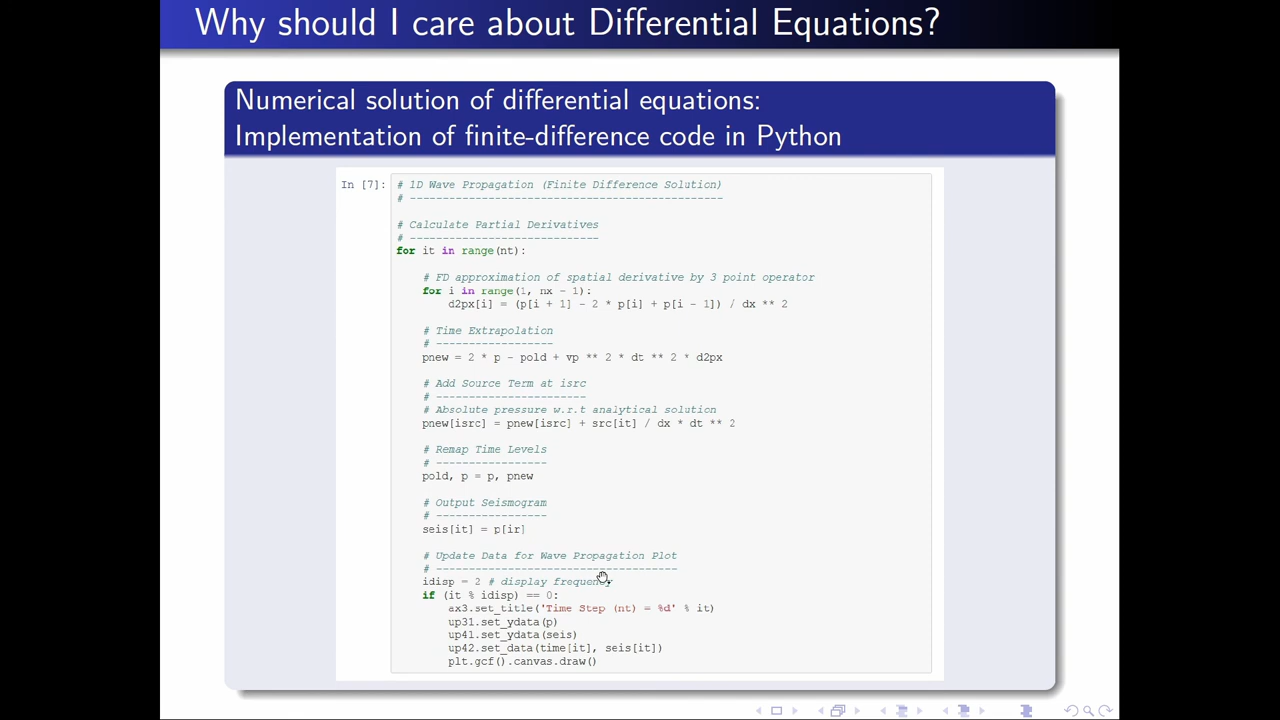 Why should I care about Differential Equations?
Numerical solution of differential equations:
Implementation of finite-difference code in Python
In [7]:
# 1D Wave Propagation (Finite Difference Solution)
# ------------------------------------------------
# Calculate Partial Derivatives
# -----------------------------
for it in range(nt):
# FD approximation of spatial derivative by 3 point operator
for i in range(1, nx - 1):
d2px[i] = (p[i + 1] - 2 * p[i] + p[i - 1]) / dx ** 2
# Time Extrapolation
# ------------------
pnew = 2 * p - pold + vp ** 2 * dt ** 2 * d2px
# Add Source Term at isrc
# -----------------------
# Absolute pressure w.r.t analytical solution
pnew[isrc] = pnew[isrc] + src[it] / dx * dt ** 2
# Remap Time Levels
# -----------------
pold, p = p, pnew
# Output Seismogram
# -----------------
seis[it] = p[ir]
# Update Data for Wave Propagation Plot
# -------------------------------------
idisp = 2 # display frequency
if (it % idisp) == 0:
ax3.set_title('Time Step (nt) = %d' % it)
up31.set_ydata(p)
up41.set_ydata(seis)
up42.set_data(time[it], seis[it])
plt.gcf().canvas.draw()